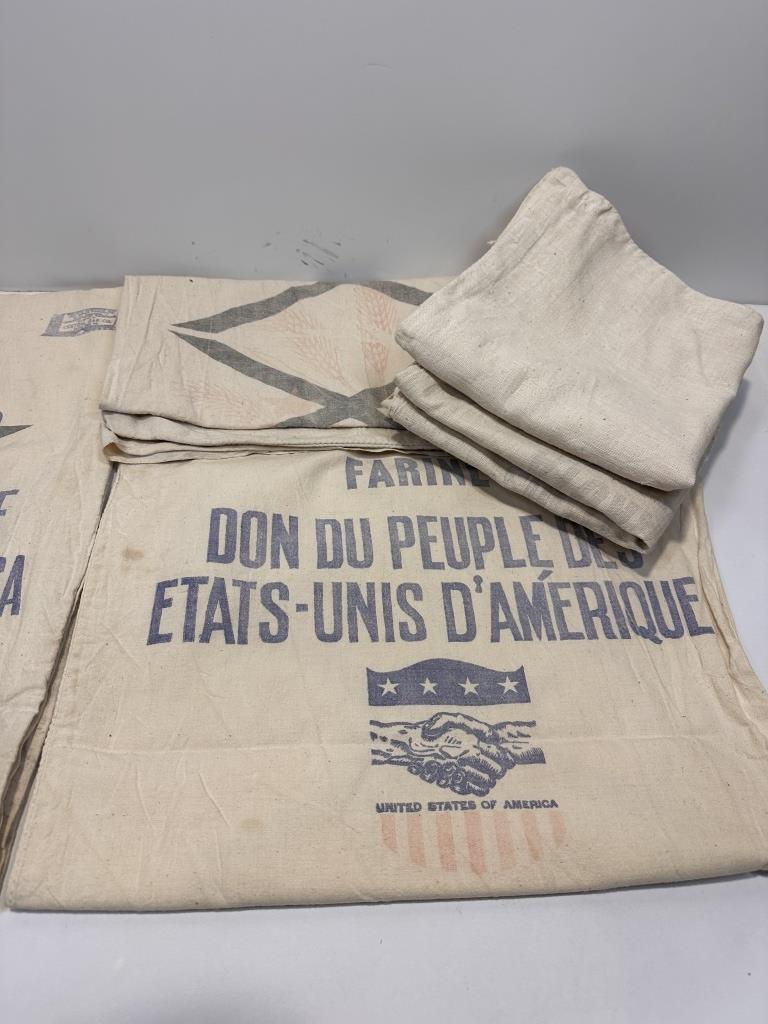 FARINE
DON DU PEUPLE DES
ETATS-UNIS D'AMÉRIQUE
UNITED STATES OF AMERICA